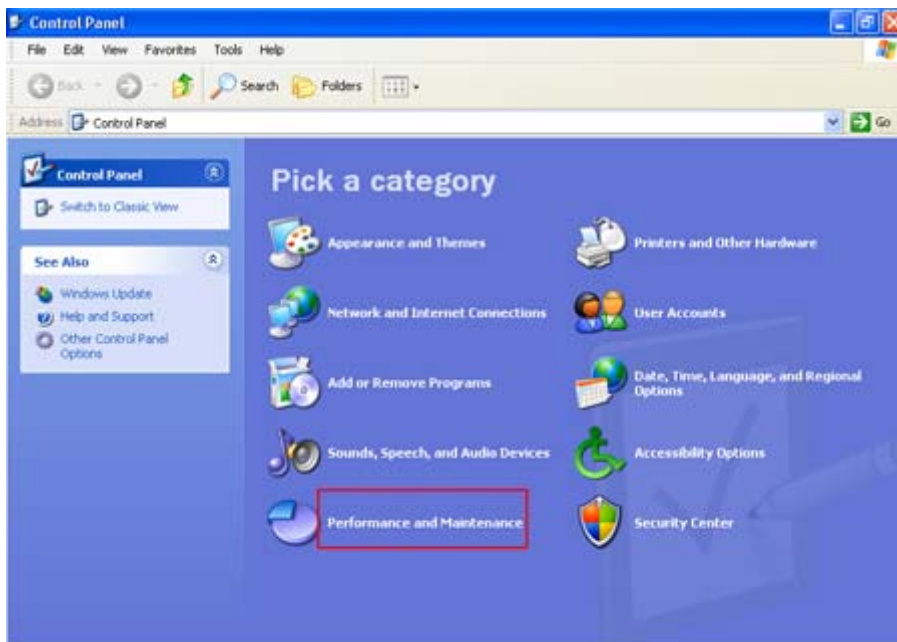 Control Panel
File Edit View Favorites Tools Help
Back Search Folders
Address Control Panel Go
Control Panel
Switch to Classic View
See Also
Windows Update
Help and Support
Other Control Panel
Options
Pick a category
Appearance and Themes
Printers and Other Hardware
Network and Internet Connections
User Accounts
Add or Remove Programs
Date, Time, Language, and Regional
Options
Sounds, Speech, and Audio Devices
Accessibility Options
Performance and Maintenance
Security Center